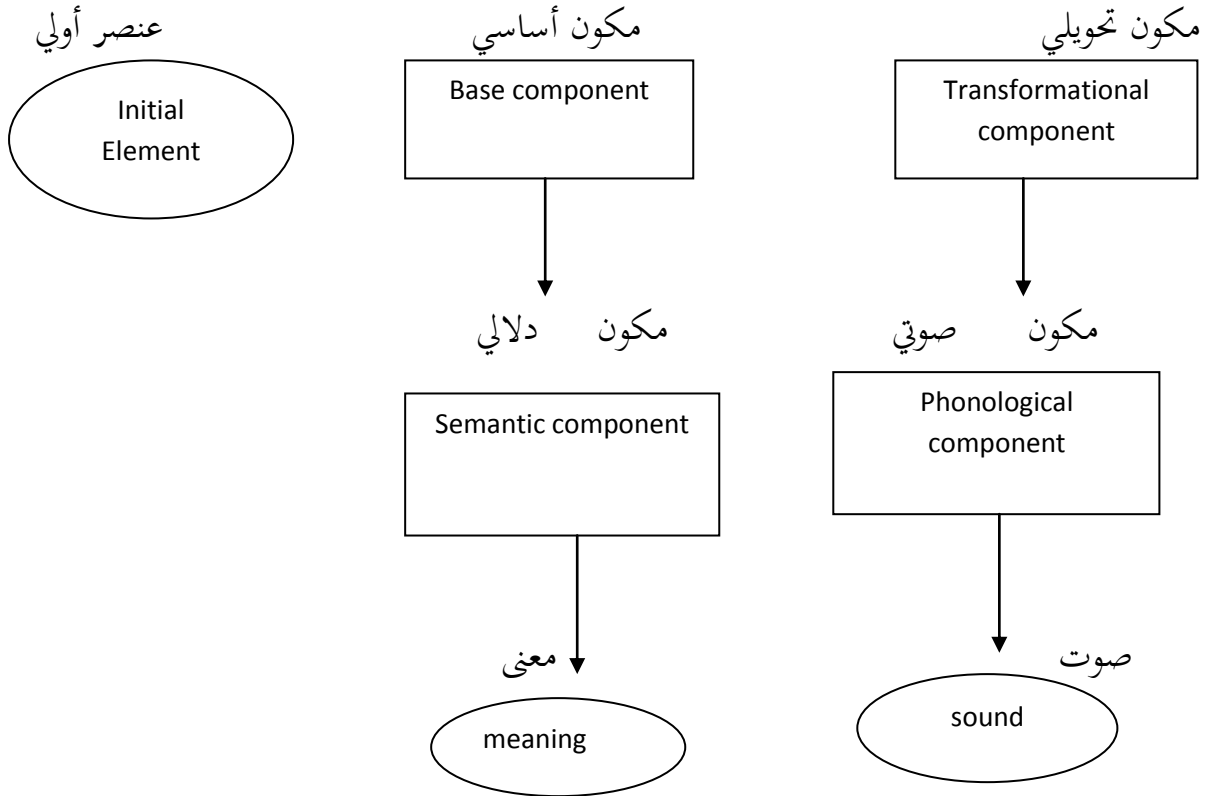 عنصر أولي
مكون أساسي
مكون تحويلي
Initial
Element
Base component
Transformational
component
مكون دلالي
مكون صوتي
Semantic component
Phonological
component
معنى
صوت
meaning
sound